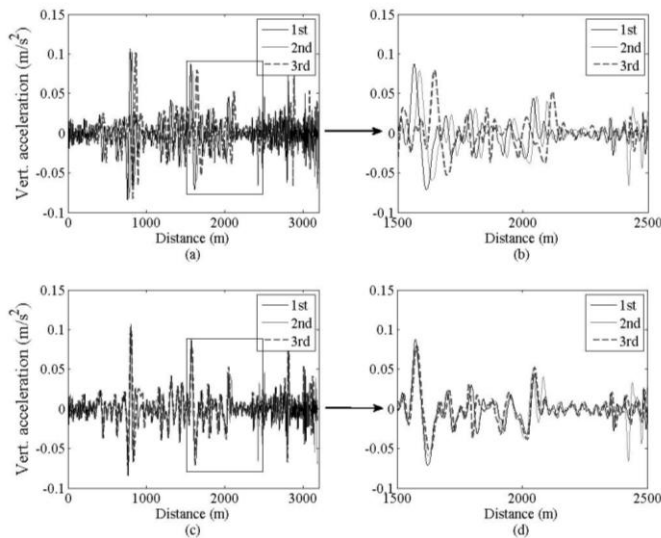 0.15
0.1
0.05
0
-0.05
-0.1
Vert. acceleration (m/s²)
1st
2nd
3rd
0 1000 2000 3000
Distance (m)
(a)
0.15
0.1
0.05
0
-0.05
-0.1
1st
2nd
3rd
1500 2000 2500
Distance (m)
(b)
0.15
0.1
0.05
0
-0.05
-0.1
Vert. acceleration (m/s²)
1st
2nd
3rd
0 1000 2000 3000
Distance (m)
(c)
0.15
0.1
0.05
0
-0.05
-0.1
1st
2nd
3rd
1500 2000 2500
Distance (m)
(d)